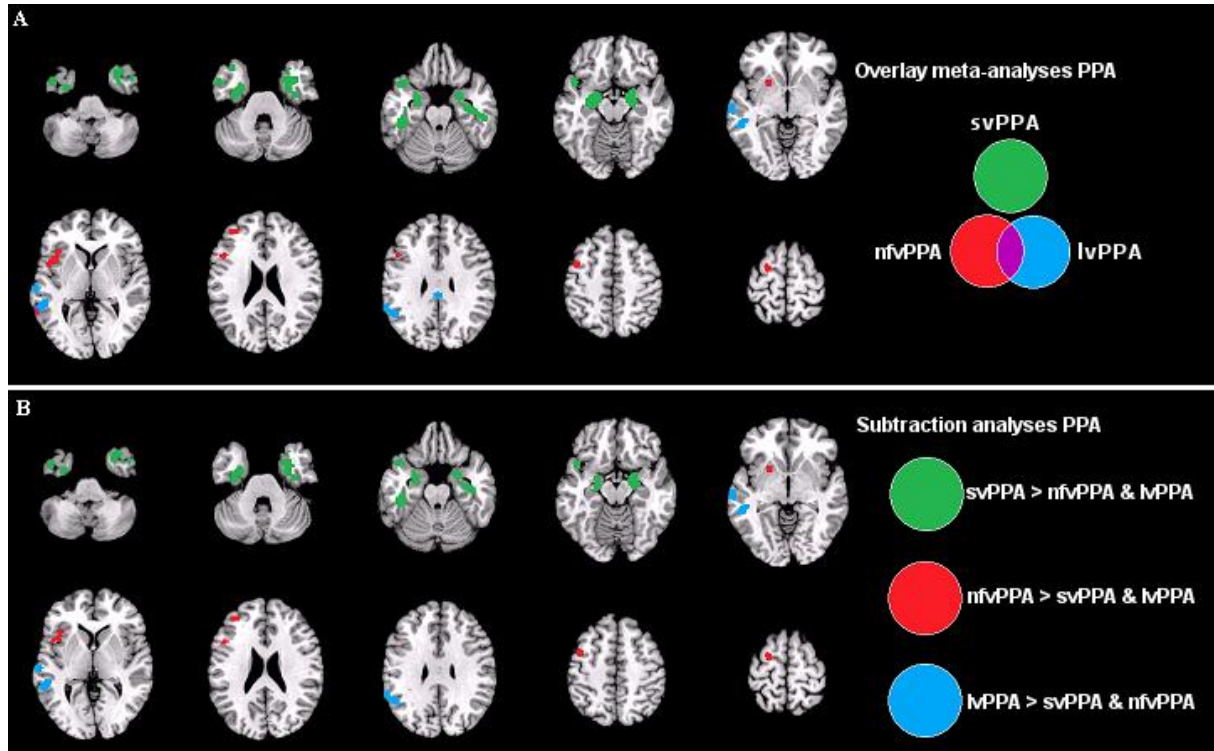 A
Overlay meta-analyses PPA
svPPA
nfvPPA
lvPPA
B
Subtraction analyses PPA
svPPA > nfvPPA & lvPPA
nfvPPA > svPPA & lvPPA
lvPPA > svPPA & nfvPPA